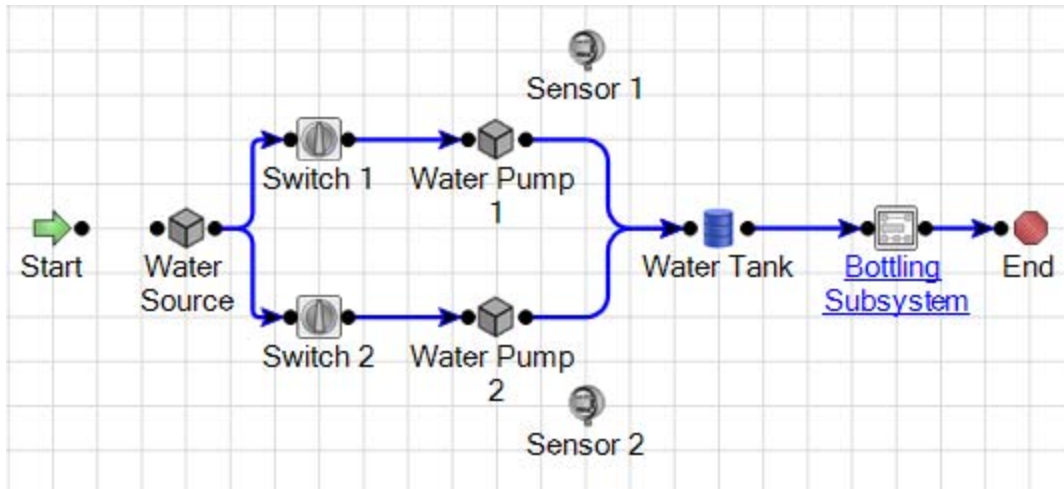 Sensor 1
Switch 1
Water Pump
1
Start
Water
Source
Water Tank
Bottling
Subsystem
End
Switch 2
Water Pump
2
Sensor 2